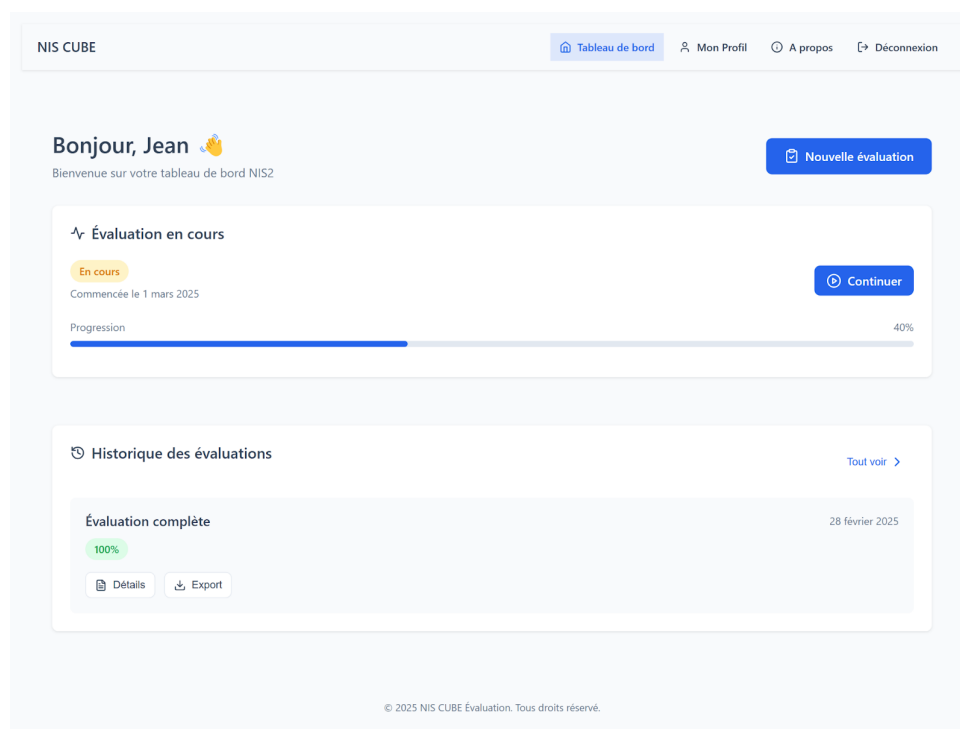 NIS CUBE
Tableau de bord
Mon Profil
A propos
Déconnexion
Bonjour, Jean 👋
Bienvenue sur votre tableau de bord NIS2
Nouvelle évaluation
Évaluation en cours
En cours
Commencée le 1 mars 2025
Continuer
Progression
40%
Historique des évaluations
Tout voir
Évaluation complète
28 février 2025
100%
Détails
Export
© 2025 NIS CUBE Évaluation. Tous droits réservé.